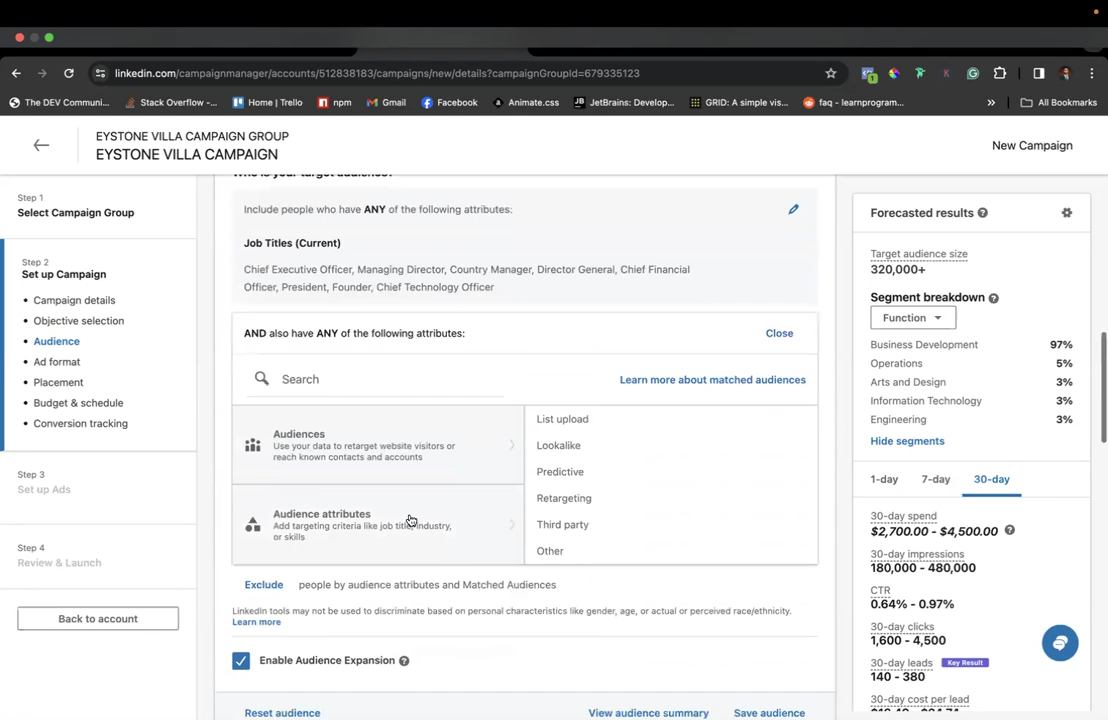 linkedin.com/campaignmanager/accounts/512838183/campaigns/new/details?campaignGroupId=679335123
The DEV Communi...
Stack Overflow -...
Home | Trello
npm
Gmail
Facebook
Animate.css
JetBrains: Develop...
GRID: A simple vis...
faq - learnprogram...
»
All Bookmarks
EYSTONE VILLA CAMPAIGN GROUP
EYSTONE VILLA CAMPAIGN
New Campaign
Step 1
Select Campaign Group
Step 2
Set up Campaign
• Campaign details
• Objective selection
• Audience
• Ad format
• Placement
• Budget & schedule
• Conversion tracking
Step 3
Set up Ads
Step 4
Review & Launch
Back to account
Who is your target audience?
Include people who have ANY of the following attributes:
Job Titles (Current)
Chief Executive Officer, Managing Director, Country Manager, Director General, Chief Financial
Officer, President, Founder, Chief Technology Officer
AND also have ANY of the following attributes:
Close
Search
Learn more about matched audiences
Audiences
Use your data to retarget website visitors or
reach known contacts and accounts
Audience attributes
Add targeting criteria like job title, industry,
or skills
List upload
Lookalike
Predictive
Retargeting
Third party
Other
Exclude people by audience attributes and Matched Audiences
LinkedIn tools may not be used to discriminate based on personal characteristics like gender, age, or actual or perceived race/ethnicity.
Learn more
Enable Audience Expansion
Reset audience
View audience summary
Save audience
Forecasted results
Target audience size
320,000+
Segment breakdown
Function
Business Development 97%
Operations 5%
Arts and Design 3%
Information Technology 3%
Engineering 3%
Hide segments
1-day 7-day 30-day
30-day spend
$2,700.00 - $4,500.00
30-day impressions
180,000 - 480,000
CTR
0.64% - 0.97%
30-day clicks
1,600 - 4,500
30-day leads Key Result
140 - 380
30-day cost per lead